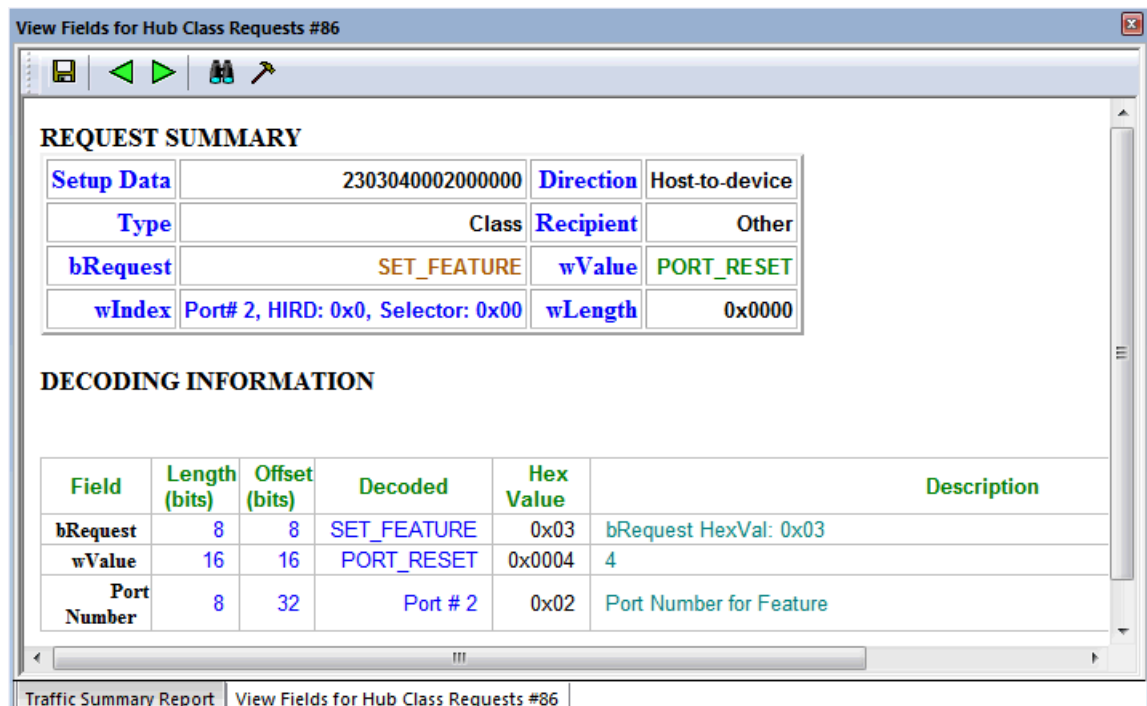 View Fields for Hub Class Requests #86
REQUEST SUMMARY
Setup Data 2303040002000000 Direction Host-to-device
Type Class Recipient Other
bRequest SET_FEATURE wValue PORT_RESET
wIndex Port# 2, HIRD: 0x0, Selector: 0x00 wLength 0x0000
DECODING INFORMATION
Field Length (bits) Offset (bits) Decoded Hex Value Description
bRequest 8 8 SET_FEATURE 0x03 bRequest HexVal: 0x03
wValue 16 16 PORT_RESET 0x0004 4
Port Number 8 32 Port # 2 0x02 Port Number for Feature
Traffic Summary Report View Fields for Hub Class Requests #86